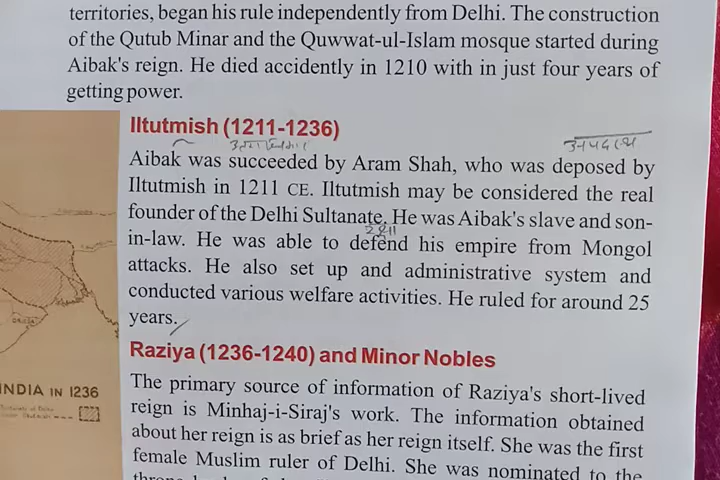 territories, began his rule independently from Delhi. The construction
of the Qutub Minar and the Quwwat-ul-Islam mosque started during
Aibak's reign. He died accidently in 1210 with in just four years of
getting power.
Iltutmish (1211-1236)
Aibak was succeeded by Aram Shah, who was deposed by
Iltutmish in 1211 CE. Iltutmish may be considered the real
founder of the Delhi Sultanate. He was Aibak's slave and son-
in-law. He was able to defend his empire from Mongol
attacks. He also set up and administrative system and
conducted various welfare activities. He ruled for around 25
years.
INDIA IN 1236
Raziya (1236-1240) and Minor Nobles
The primary source of information of Raziya's short-lived
reign is Minhaj-i-Siraj's work. The information obtained
about her reign is as brief as her reign itself. She was the first
female Muslim ruler of Delhi. She was nominated to the